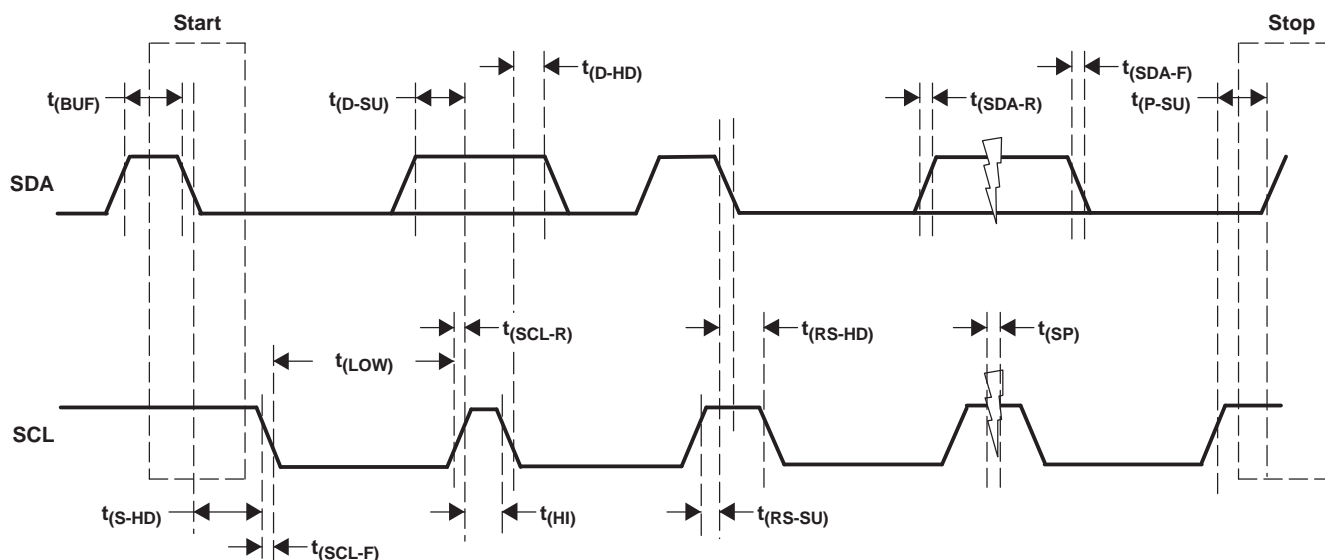 Start
Stop
t(D-HD)
t(SDA-F)
t(BUF)
t(D-SU)
t(SDA-R)
t(P-SU)
SDA
t(SCL-R)
t(RS-HD)
t(SP)
t(LOW)
SCL
t(S-HD)
t(HI)
t(RS-SU)
t(SCL-F)